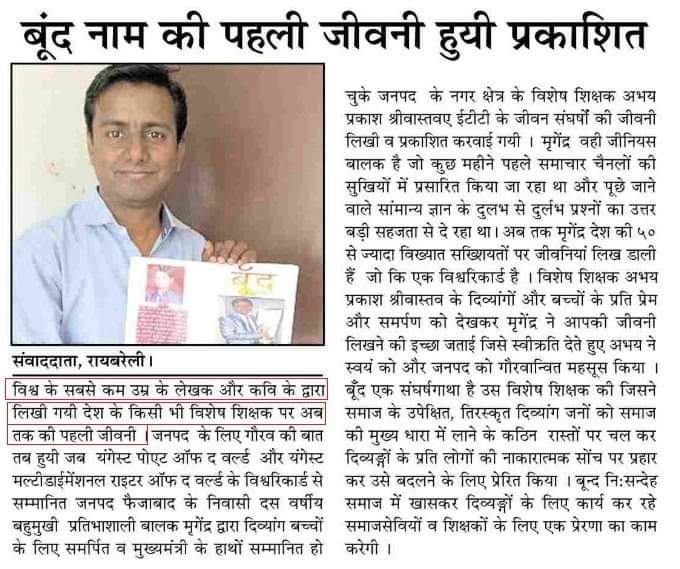 बूंद नाम की पहली जीवनी हुयी प्रकाशित
बूँद
संवाददाता, रायबरेली।
विश्व के सबसे कम उम्र के लेखक और कवि के द्वारा
लिखी गयी देश के किसी भी विशेष शिक्षक पर अब
तक की पहली जीवनी । जनपद के लिए गौरव की बात
तब हुयी जब यंगेस्ट पोएट ऑफ द वर्ल्ड और यंगेस्ट
मल्टीडाईमेंशनल राइटर ऑफ द वर्ल्ड के विश्वरिकार्ड से
सम्मानित जनपद फैजाबाद के निवासी दस वर्षीय
बहुमुखी प्रतिभाशाली बालक मृगेंद्र द्वारा दिव्यांग बच्चों
के लिए समर्पित व मुख्यमंत्री के हाथों सम्मानित हो
चुके जनपद के नगर क्षेत्र के विशेष शिक्षक अभय
प्रकाश श्रीवास्तवए ईटीटी के जीवन संघर्षों की जीवनी
लिखी व प्रकाशित करवाई गयी । मृगेंद्र वही जीनियस
बालक है जो कुछ महीने पहले समाचार चैनलों की
सुखियों में प्रसारित किया जा रहा था और पूछे जाने
वाले सामान्य ज्ञान के दुलभ से दुर्लभ प्रश्नों का उत्तर
बड़ी सहजता से दे रहा था। अब तक मृगेंद्र देश की ५०
से ज्यादा विख्यात सख्शियतों पर जीवनियां लिख डाली
हैं जो कि एक विश्वरिकार्ड है । विशेष शिक्षक अभय
प्रकाश श्रीवास्तव के दिव्यांगों और बच्चों के प्रति प्रेम
और समर्पण को देखकर मृगेंद्र ने आपकी जीवनी
लिखने की इच्छा जताई जिसे स्वीक्रति देते हुए अभय ने
स्वयं को और जनपद को गौरवान्वित महसूस किया ।
बूँद एक संघर्षगाथा है उस विशेष शिक्षक की जिसने
समाज के उपेक्षित, तिरस्कृत दिव्यांग जनों को समाज
की मुख्य धारा में लाने के कठिन रास्तों पर चल कर
दिव्यङ्गों के प्रति लोगों की नाकारात्मक सोंच पर प्रहार
कर उसे बदलने के लिए प्रेरित किया । बून्द नि:सन्देह
समाज में खासकर दिव्यङ्गों के लिए कार्य कर रहे
समाजसेवियों व शिक्षकों के लिए एक प्रेरणा का काम
करेगी ।